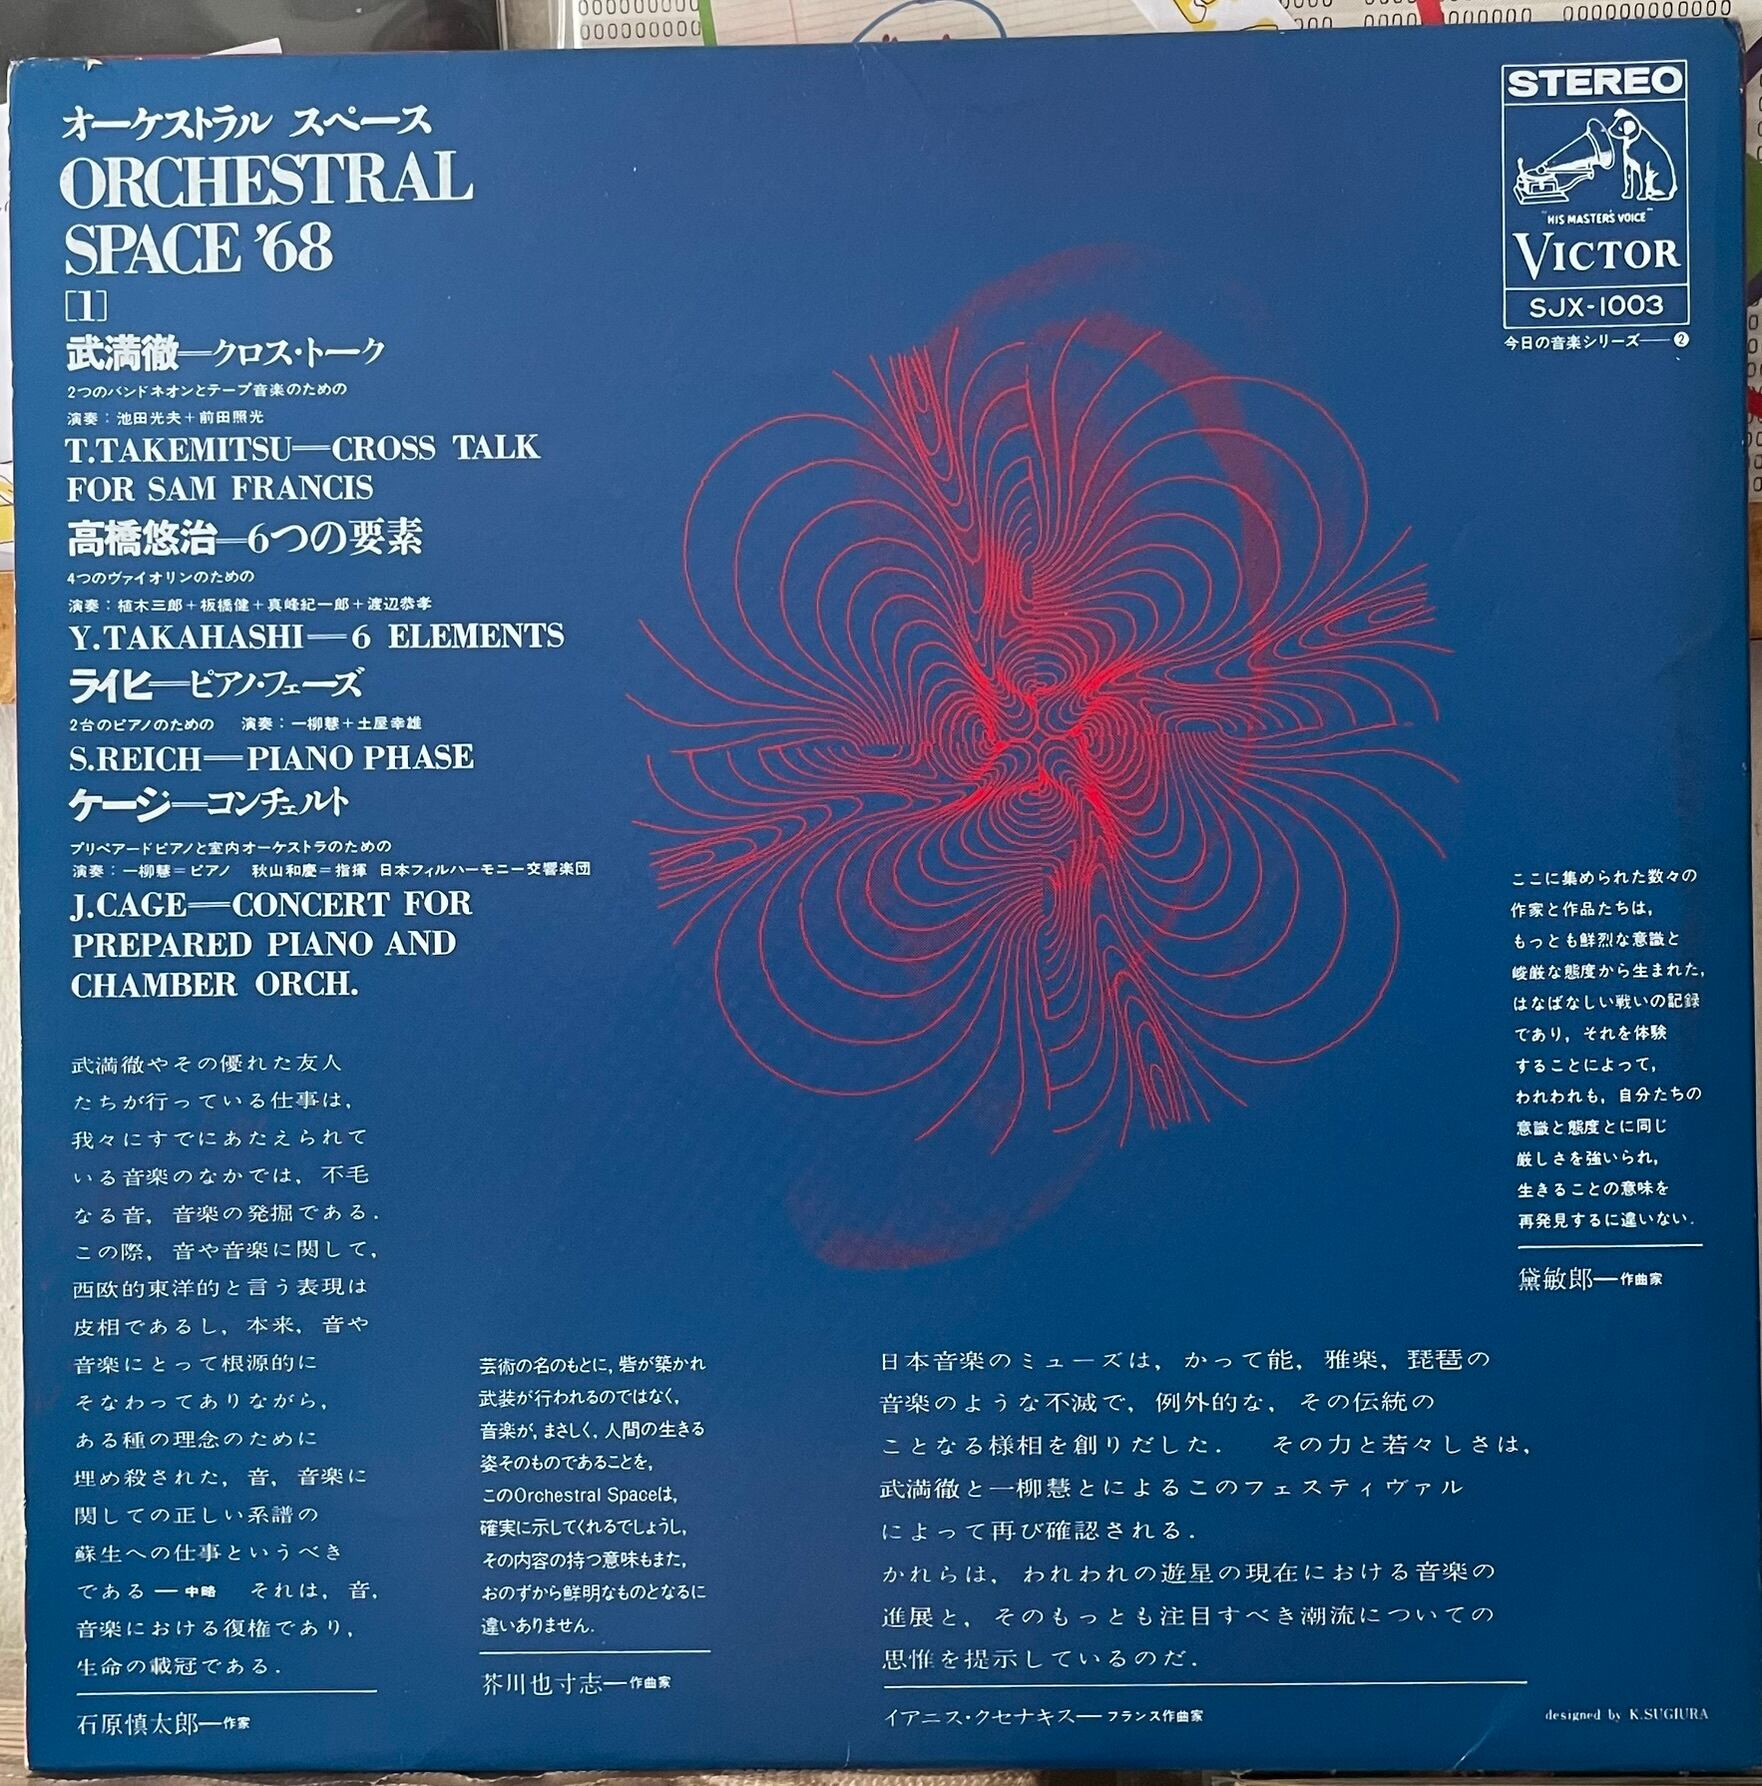 オーケストラル スペース
ORCHESTRAL
SPACE '68
[1]
武満徹━クロス・トーク
2つのバンドネオンとテープ音楽のための
演奏：池田光夫＋前田照光
T.TAKEMITSU━CROSS TALK
FOR SAM FRANCIS
高橋悠治━6つの要素
4つのヴァイオリンのための
演奏：植木三郎＋板橋健＋真峰紀一郎＋渡辺恭孝
Y.TAKAHASHI━6 ELEMENTS
ライヒ━ピアノ・フェーズ
2台のピアノのための 演奏：一柳慧＋土屋幸雄
S.REICH━PIANO PHASE
ケージ━コンチェルト
プリペアードピアノと室内オーケストラのための
演奏：一柳慧＝ピアノ 秋山和慶＝指揮 日本フィルハーモニー交響楽団
J.CAGE━CONCERT FOR
PREPARED PIANO AND
CHAMBER ORCH.
STEREO
"HIS MASTER'S VOICE"
VICTOR
SJX-1003
今日の音楽シリーズ━❷
武満徹やその優れた友人
たちが行っている仕事は，
我々にすでにあたえられて
いる音楽のなかでは，不毛
なる音，音楽の発掘である．
この際，音や音楽に関して，
西欧的東洋的と言う表現は
皮相であるし，本来，音や
音楽にとって根源的に
そなわってありながら，
ある種の理念のために
埋め殺された，音，音楽に
関しての正しい系譜の
蘇生への仕事というべき
である━中略 それは，音，
音楽における復権であり，
生命の載冠である．
石原慎太郎━作家
芸術の名のもとに，砦が築かれ
武装が行われるのではなく，
音楽が，まさしく，人間の生きる
姿そのものであることを，
このOrchestral Spaceは，
確実に示してくれるでしょうし，
その内容の持つ意味もまた，
おのずから鮮明なものとなるに
違いありません．
芥川也寸志━作曲家
日本音楽のミューズは，かって能，雅楽，琵琶の
音楽のような不滅で，例外的な，その伝統の
ことなる様相を創りだした． その力と若々しさは，
武満徹と一柳慧とによるこのフェスティヴァル
によって再び確認される．
かれらは，われわれの遊星の現在における音楽の
進展と，そのもっとも注目すべき潮流についての
思惟を提示しているのだ．
イアニス・クセナキス━フランス作曲家
ここに集められた数々の
作家と作品たちは，
もっとも鮮烈な意識と
峻厳な態度から生まれた，
はなばなしい戦いの記録
であり，それを体験
することによって，
われわれも，自分たちの
意識と態度とに同じ
厳しさを強いられ，
生きることの意味を
再発見するに違いない．
黛敏郎━作曲家
designed by K.SUGIURA